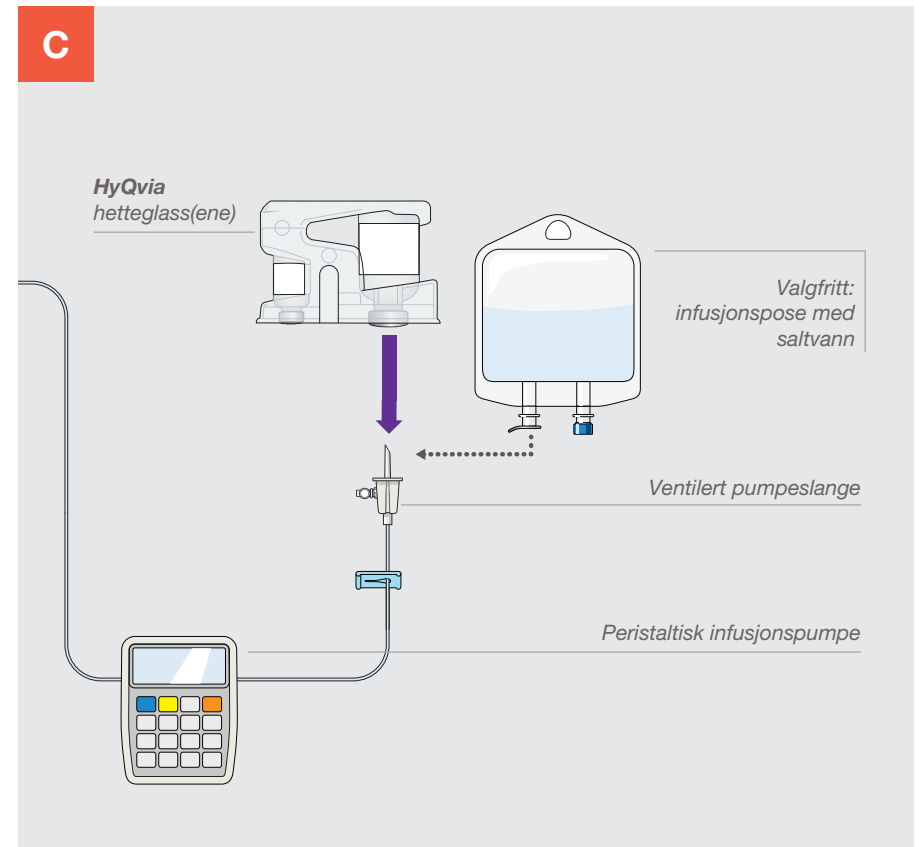 C
HyQvia
hetteglass(ene)
Valgfritt:
infusjonspose med
saltvann
Ventilert pumpeslange
Peristaltisk infusjonspumpe